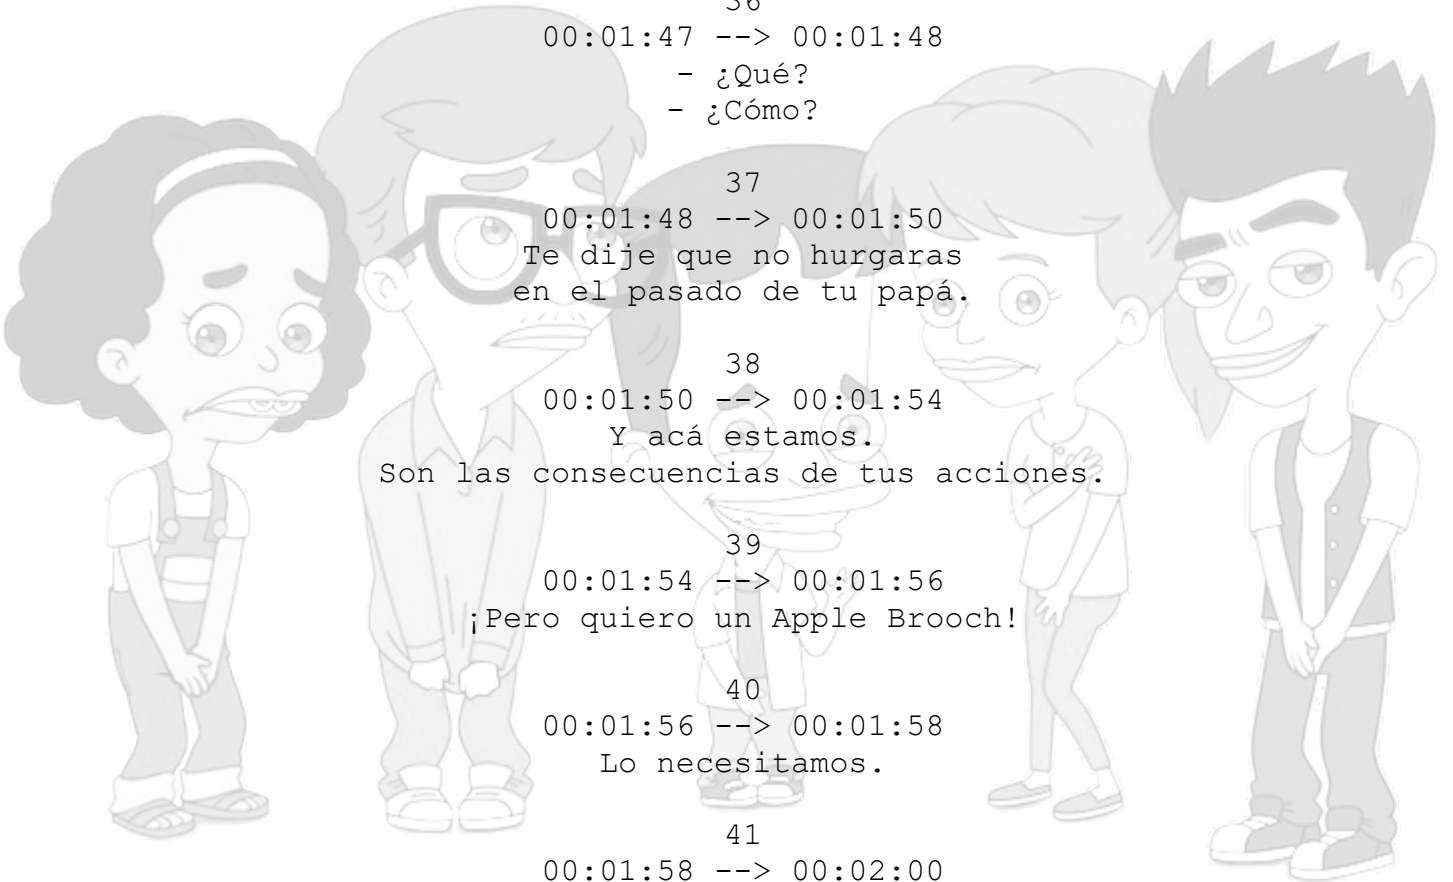 36
00:01:47 --> 00:01:48
- ¿Qué?
- ¿Cómo?
37
00:01:48 --> 00:01:50
Te dije que no hurgaras
en el pasado de tu papá.
38
00:01:50 --> 00:01:54
Y acá estamos.
Son las consecuencias de tus acciones.
39
00:01:54 --> 00:01:56
¡Pero quiero un Apple Brooch!
40
00:01:56 --> 00:01:58
Lo necesitamos.
41
00:01:58 --> 00:02:00